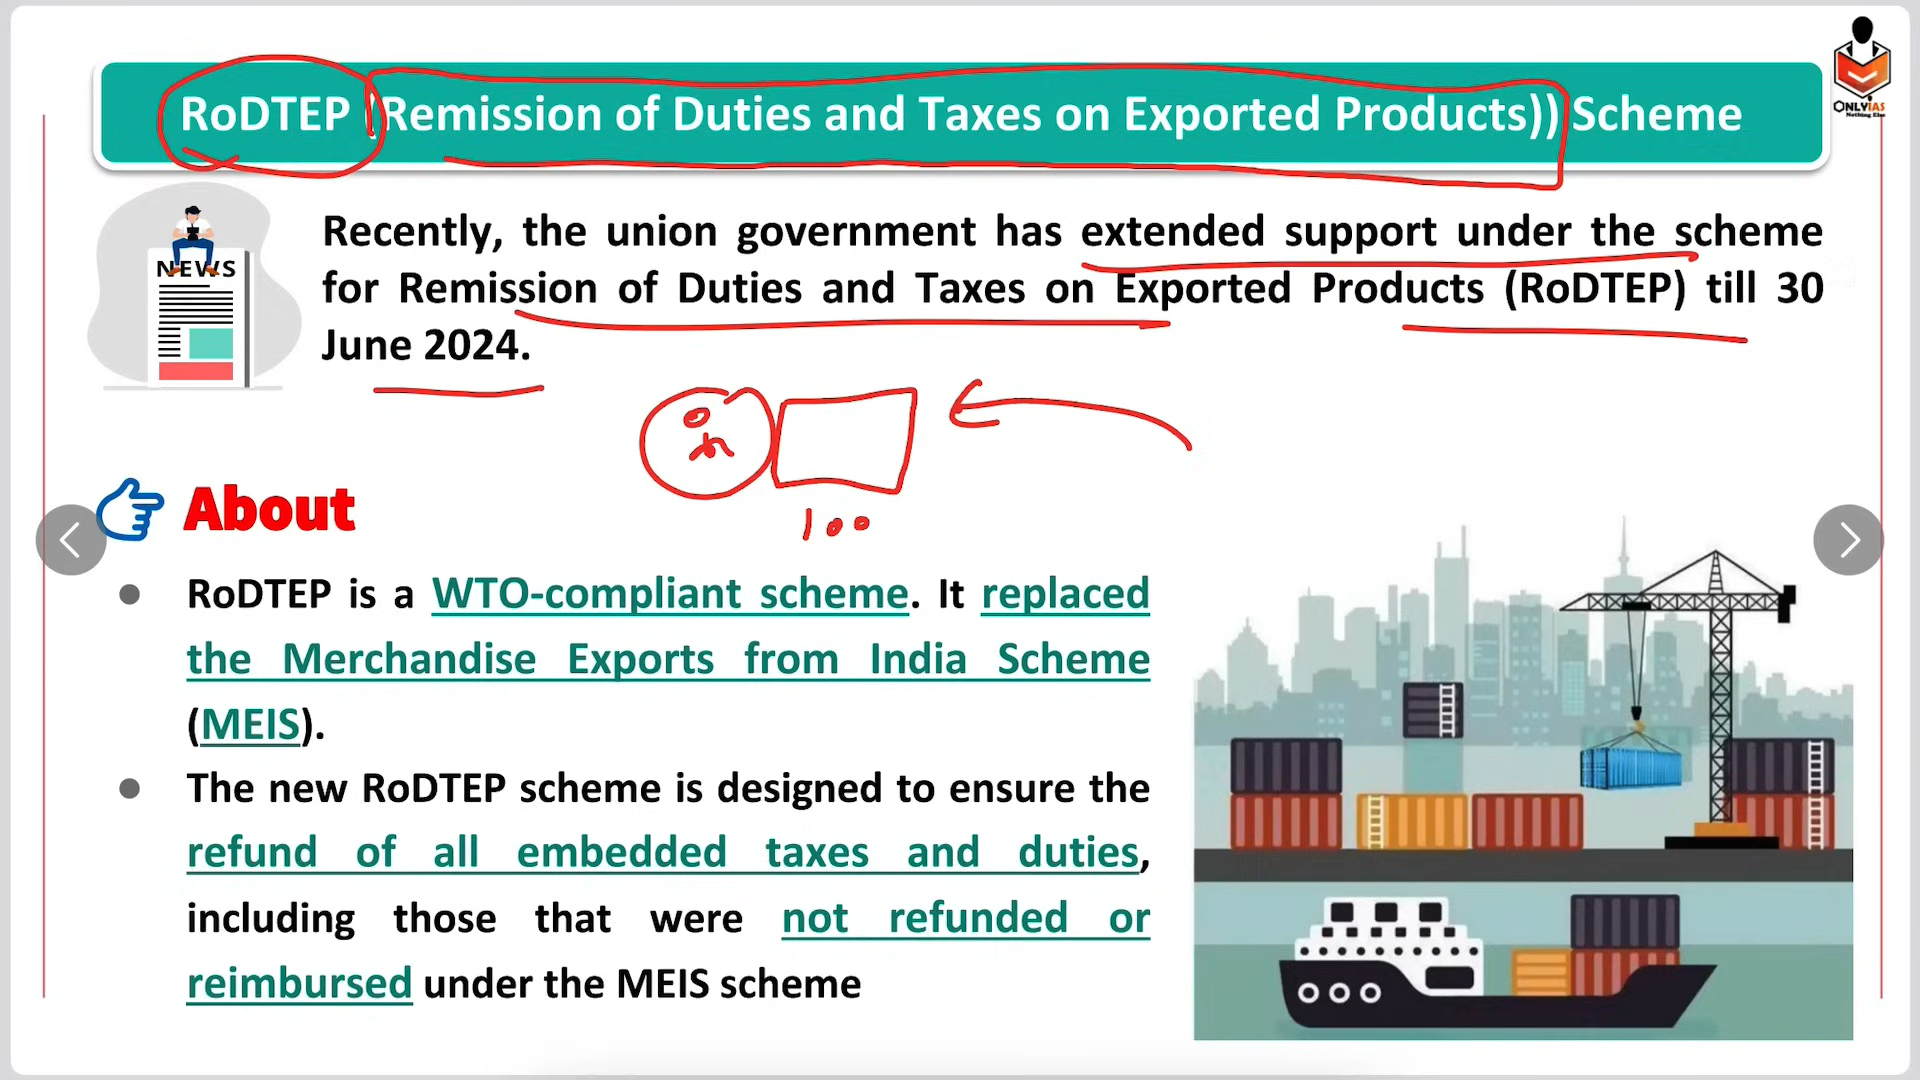 RoDTEP (Remission of Duties and Taxes on Exported Products)) Scheme
ONLYIAS
Nothing Else
NEWS
Recently, the union government has extended support under the scheme
for Remission of Duties and Taxes on Exported Products (RoDTEP) till 30
June 2024.
100
About
RoDTEP is a WTO-compliant scheme. It replaced
the Merchandise Exports from India Scheme
(MEIS).
The new RoDTEP scheme is designed to ensure the
refund of all embedded taxes and duties,
including those that were not refunded or
reimbursed under the MEIS scheme